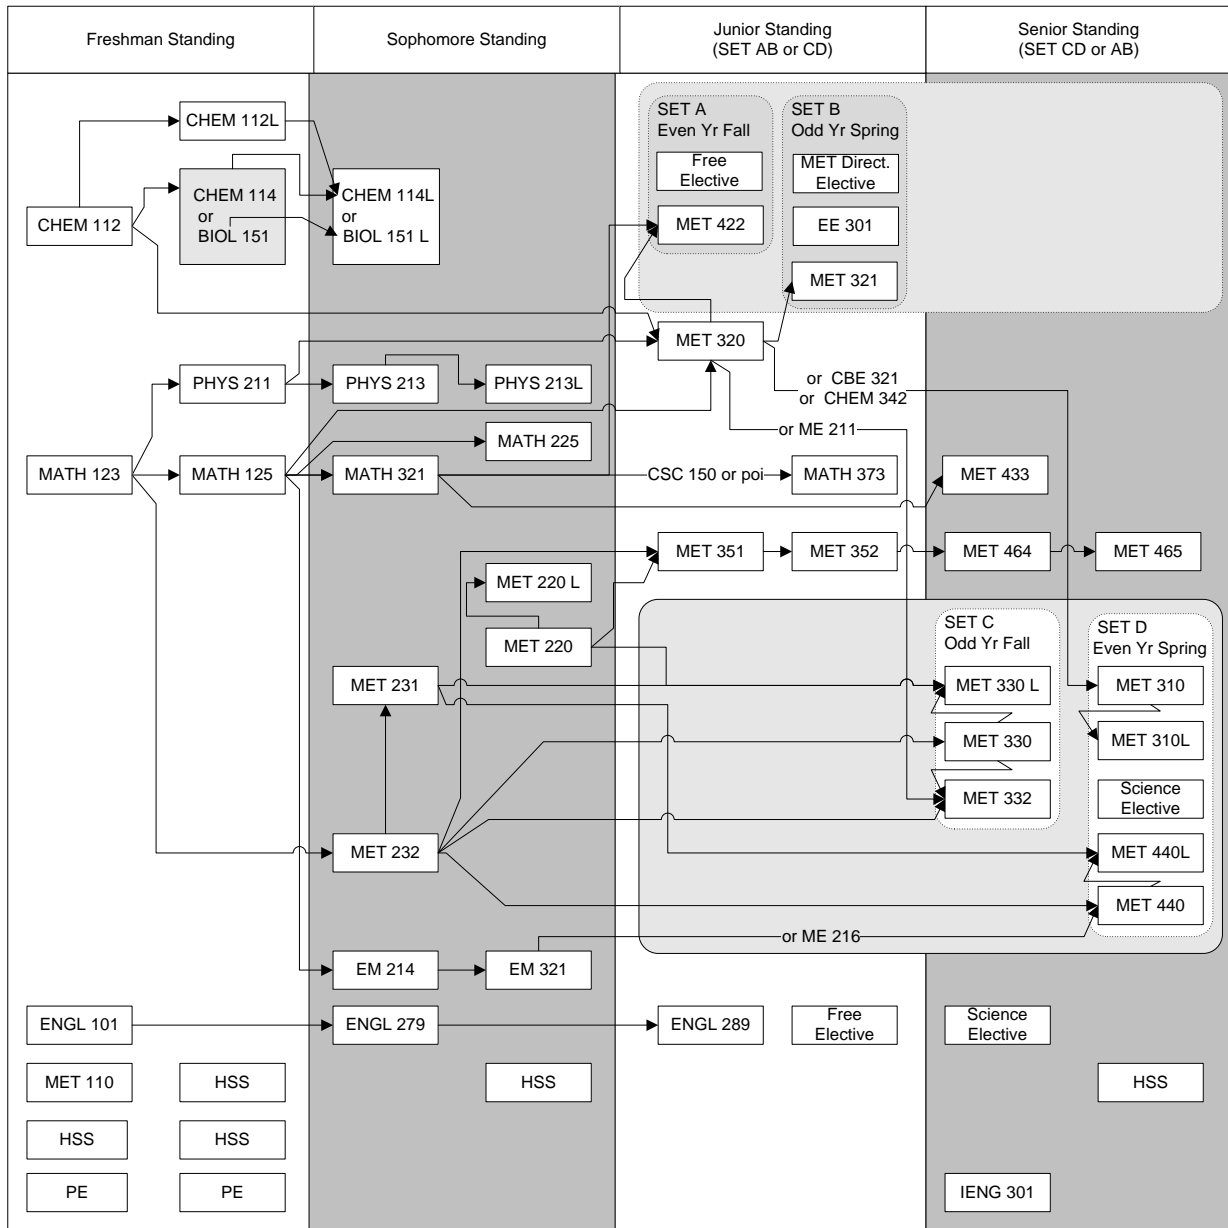 Freshman Standing
Sophomore Standing
Junior Standing
(SET AB or CD)
Senior Standing
(SET CD or AB)
SET A
Even Yr Fall
SET B
Odd Yr Spring
CHEM 112L
Free
Elective
MET Direct.
Elective
CHEM 114
or
BIOL 151
CHEM 114L
or
BIOL 151 L
CHEM 112
MET 422
EE 301
MET 321
MET 320
PHYS 211
PHYS 213
PHYS 213L
or CBE 321
or CHEM 342
or ME 211
MATH 225
MATH 123
MATH 125
MATH 321
CSC 150 or poi
MATH 373
MET 433
MET 351
MET 352
MET 464
MET 465
MET 220 L
MET 220
SET C
Odd Yr Fall
SET D
Even Yr Spring
MET 231
MET 330 L
MET 310
MET 330
MET 310L
MET 332
Science
Elective
MET 232
MET 440L
MET 440
or ME 216
EM 214
EM 321
ENGL 101
ENGL 279
ENGL 289
Free
Elective
Science
Elective
MET 110
HSS
HSS
HSS
HSS
HSS
PE
PE
IENG 301